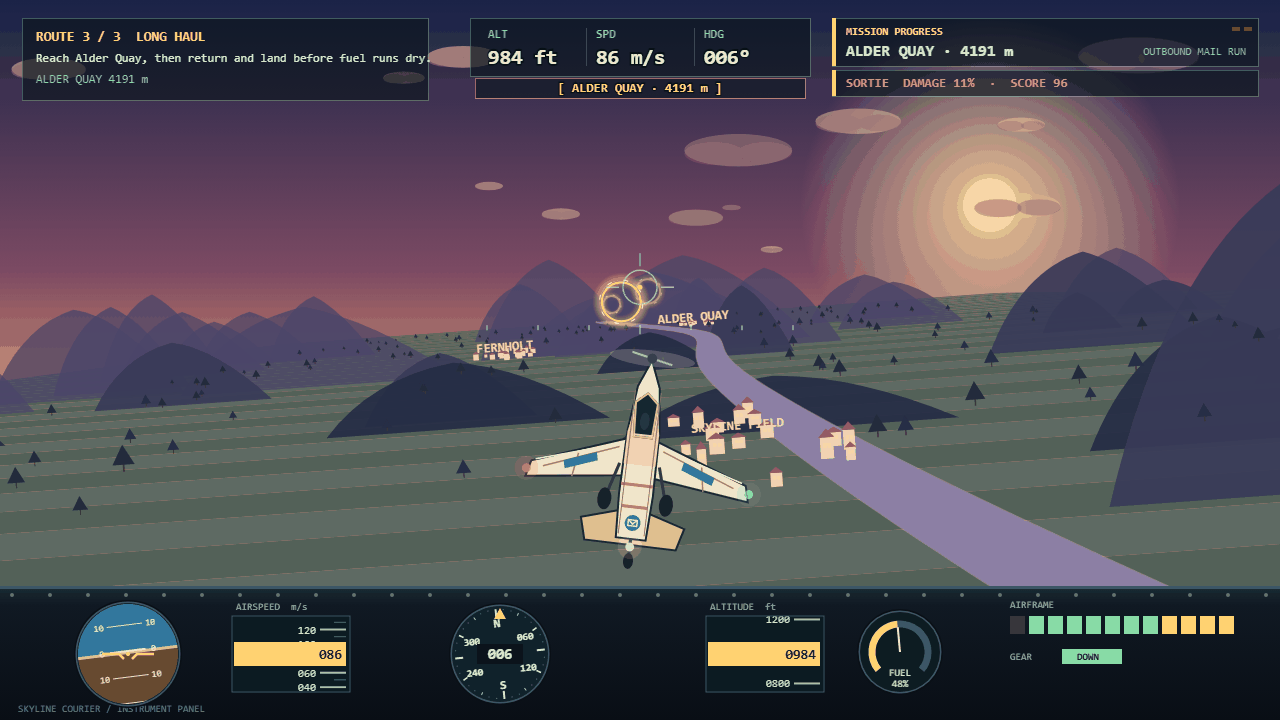 ROUTE 3 / 3  LONG HAUL
Reach Alder Quay, then return and land before fuel runs dry.
ALDER QUAY 4191 m
ALT
984 ft
SPD
86 m/s
HDG
006°
[ ALDER QUAY · 4191 m ]
MISSION PROGRESS
ALDER QUAY · 4191 m
OUTBOUND MAIL RUN
SORTIE  DAMAGE 11%  ·  SCORE 96
ALDER QUAY
FERNHOLT
SKYLINE FIELD
10 10
0 0
10 10
AIRSPEED  m/s
120
086
060
040
N
060
120
S
240
300
006
ALTITUDE  ft
1200
0984
0800
FUEL
48%
AIRFRAME
GEAR
DOWN
SKYLINE COURIER / INSTRUMENT PANEL